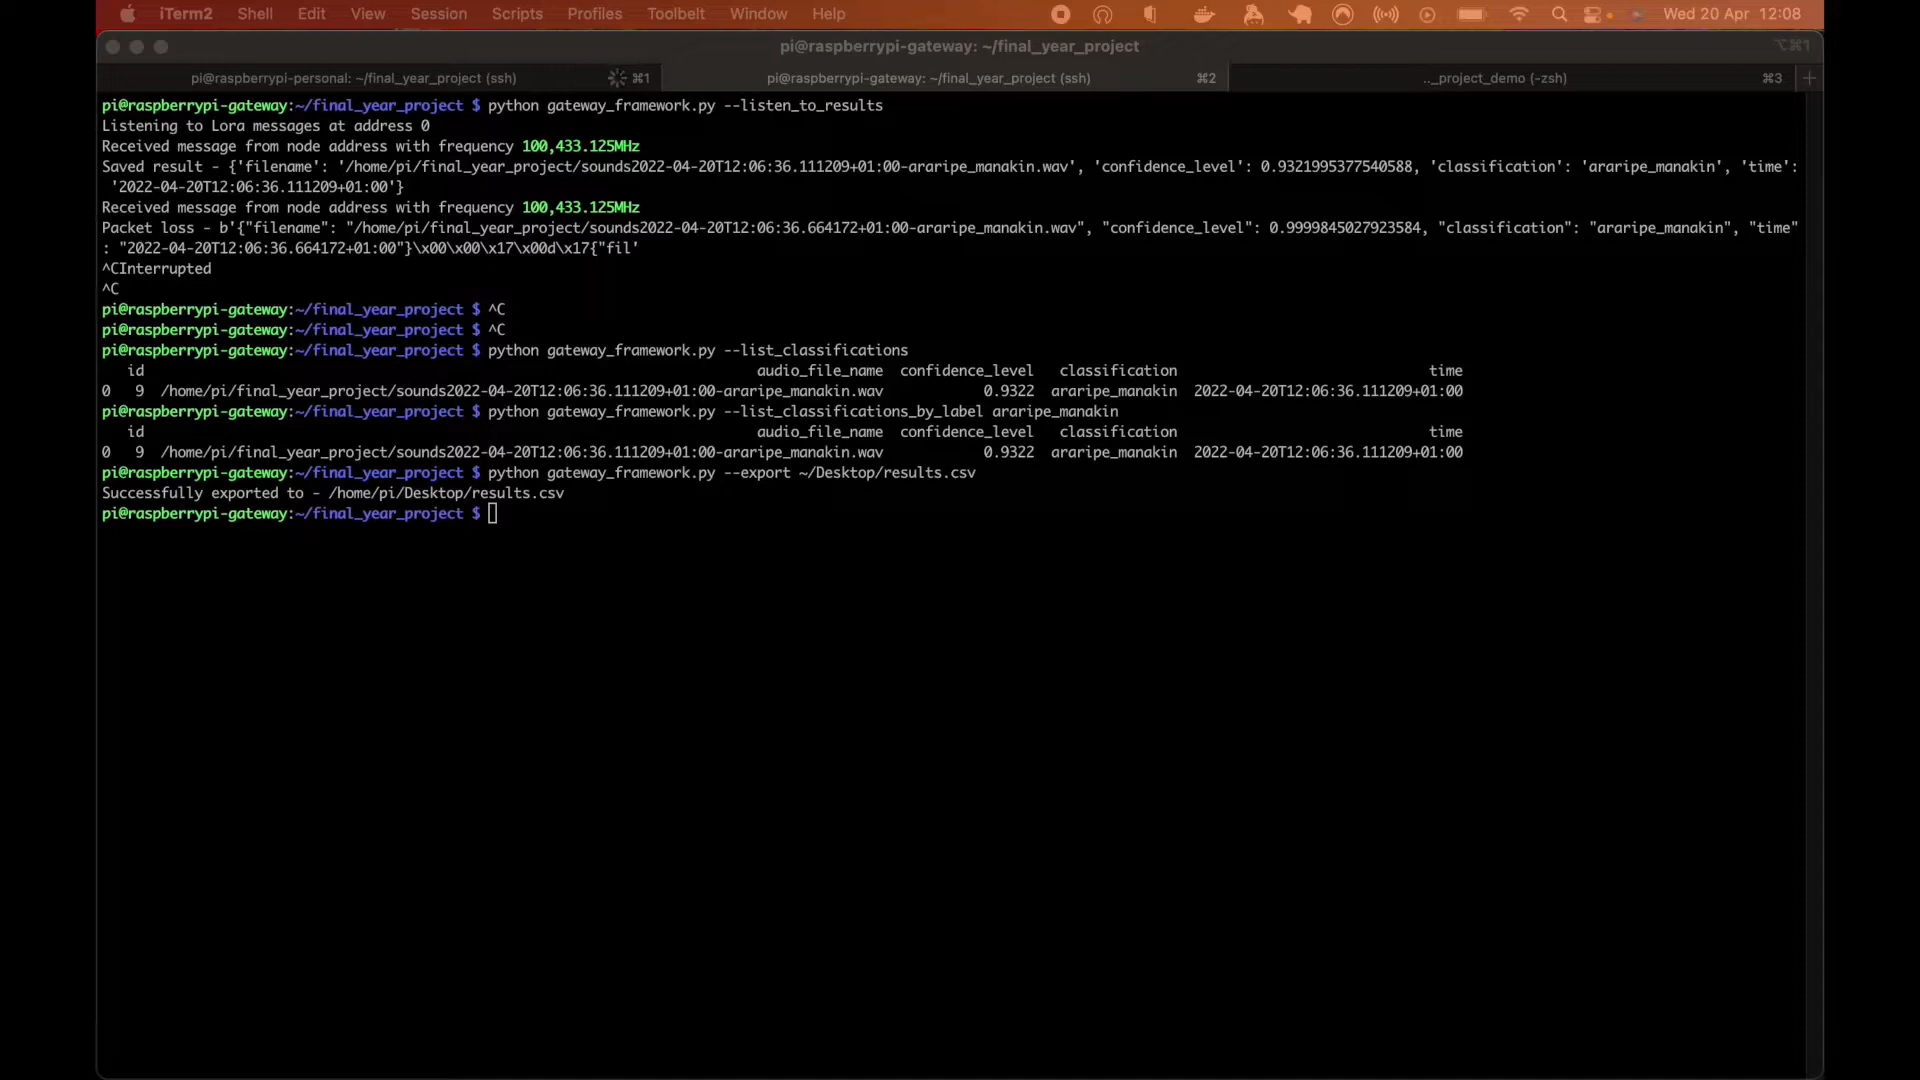 iTerm2 Shell Edit View Session Scripts Profiles Toolbelt Window Help Wed 20 Apr 12:08
pi@raspberrypi-gateway: ~/final_year_project ⌥⌘1
pi@raspberrypi-personal: ~/final_year_project (ssh) ⌘1 pi@raspberrypi-gateway: ~/final_year_project (ssh) ⌘2 .._project_demo (-zsh) ⌘3 +
pi@raspberrypi-gateway:~/final_year_project $ python gateway_framework.py --listen_to_results
Listening to Lora messages at address 0
Received message from node address with frequency 100,433.125MHz
Saved result - {'filename': '/home/pi/final_year_project/sounds2022-04-20T12:06:36.111209+01:00-araripe_manakin.wav', 'confidence_level': 0.9321995377540588, 'classification': 'araripe_manakin', 'time':
'2022-04-20T12:06:36.111209+01:00'}
Received message from node address with frequency 100,433.125MHz
Packet loss - b'{"filename": "/home/pi/final_year_project/sounds2022-04-20T12:06:36.664172+01:00-araripe_manakin.wav", "confidence_level": 0.9999845027923584, "classification": "araripe_manakin", "time"
: "2022-04-20T12:06:36.664172+01:00"}\x00\x00\x17\x00d\x17{"fil'
^CInterrupted
^C
pi@raspberrypi-gateway:~/final_year_project $ ^C
pi@raspberrypi-gateway:~/final_year_project $ ^C
pi@raspberrypi-gateway:~/final_year_project $ python gateway_framework.py --list_classifications
id audio_file_name confidence_level classification time
0 9 /home/pi/final_year_project/sounds2022-04-20T12:06:36.111209+01:00-araripe_manakin.wav 0.9322 araripe_manakin 2022-04-20T12:06:36.111209+01:00
pi@raspberrypi-gateway:~/final_year_project $ python gateway_framework.py --list_classifications_by_label araripe_manakin
id audio_file_name confidence_level classification time
0 9 /home/pi/final_year_project/sounds2022-04-20T12:06:36.111209+01:00-araripe_manakin.wav 0.9322 araripe_manakin 2022-04-20T12:06:36.111209+01:00
pi@raspberrypi-gateway:~/final_year_project $ python gateway_framework.py --export ~/Desktop/results.csv
Successfully exported to - /home/pi/Desktop/results.csv
pi@raspberrypi-gateway:~/final_year_project $